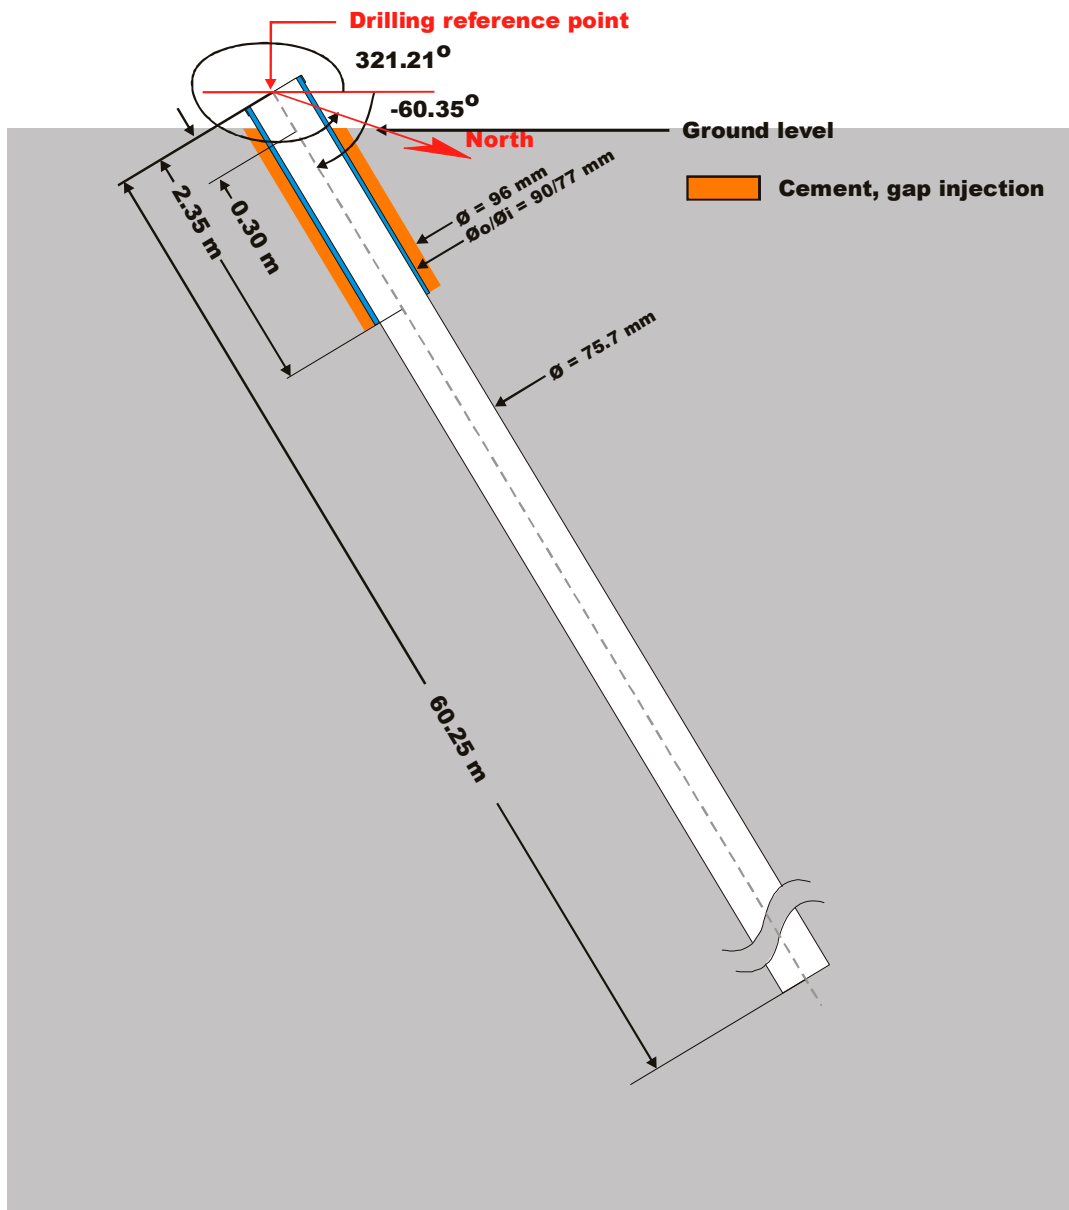 Drilling reference point
321.21°
-60.35°
North
Ground level
Cement, gap injection
Ø = 96 mm
Øo/Øi = 90/77 mm
2.35 m
0.30 m
Ø = 75.7 mm
60.25 m